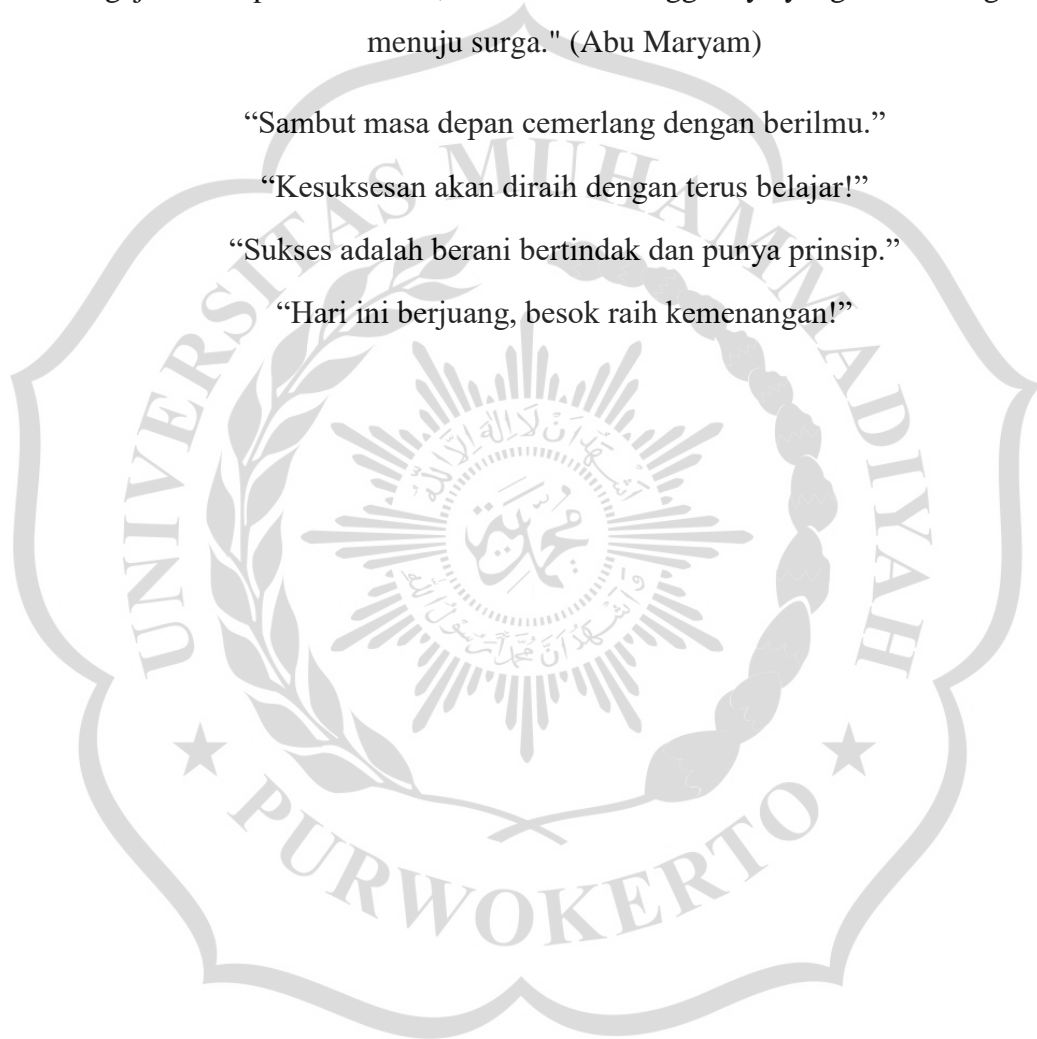 menuju surga." (Abu Maryam)
“Sambut masa depan cemerlang dengan berilmu.”
“Kesuksesan akan diraih dengan terus belajar!”
“Sukses adalah berani bertindak dan punya prinsip.”
“Hari ini berjuang, besok raih kemenangan!”
UNIVERSITAS MUHAMMADIYAH
PURWOKERTO